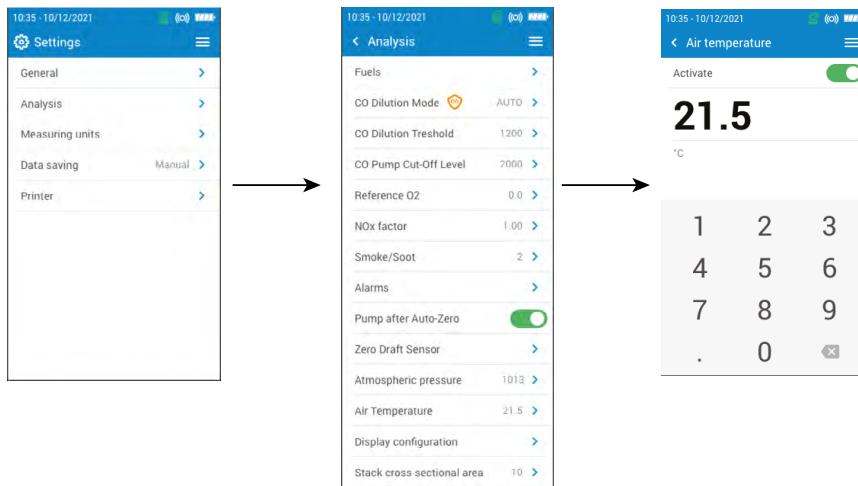 10:35 - 10/12/2021
Settings
General
Analysis
Measuring units
Data saving Manual
Printer
10:35 - 10/12/2021
Analysis
Fuels
CO Dilution Mode AUTO
CO Dilution Treshold 1200
CO Pump Cut-Off Level 2000
Reference O2 0.0
NOx factor 1.00
Smoke/Soot 2
Alarms
Pump after Auto-Zero
Zero Draft Sensor
Atmospheric pressure 1013
Air Temperature 21.5
Display configuration
Stack cross-sectional area 10
10:35 - 10/12/2021
Air temperature
Activate
21.5
°C
1 2 3
4 5 6
7 8 9
. 0